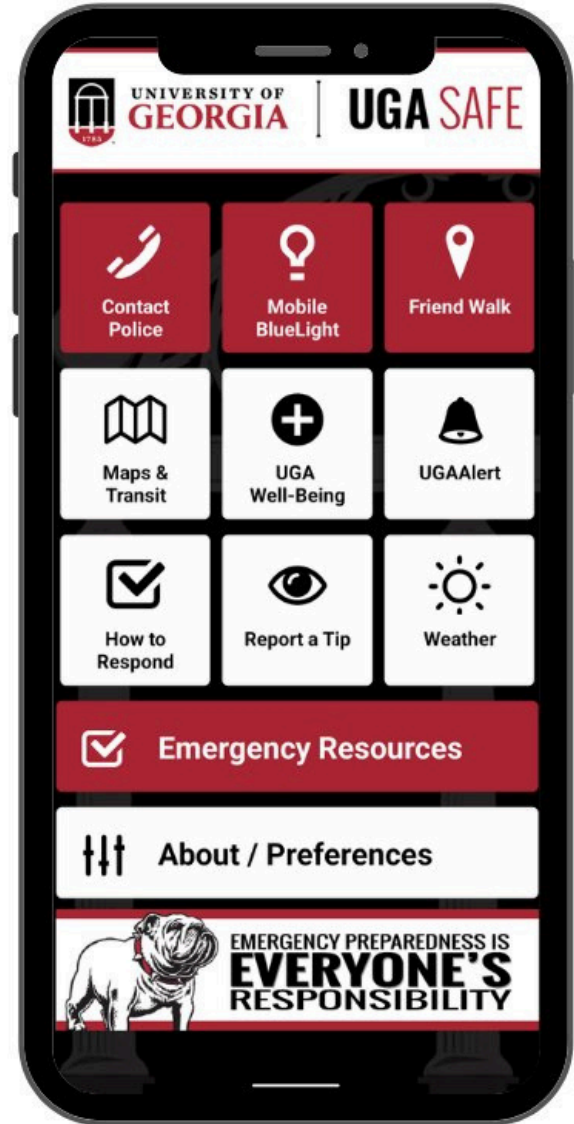 UNIVERSITY OF
GEORGIA
1785
UGA SAFE
Contact
Police
Mobile
BlueLight
Friend Walk
Maps &
Transit
UGA
Well-Being
UGAAlert
How to
Respond
Report a Tip
Weather
Emergency Resources
About / Preferences
EMERGENCY PREPAREDNESS IS
EVERYONE'S
RESPONSIBILITY